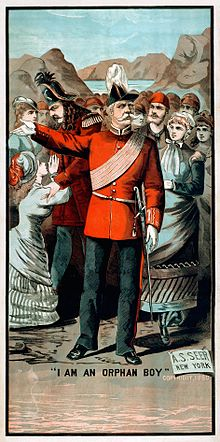 A.S. SEER
NEW YORK
COPYRIGHT 1880
"I AM AN ORPHAN BOY"